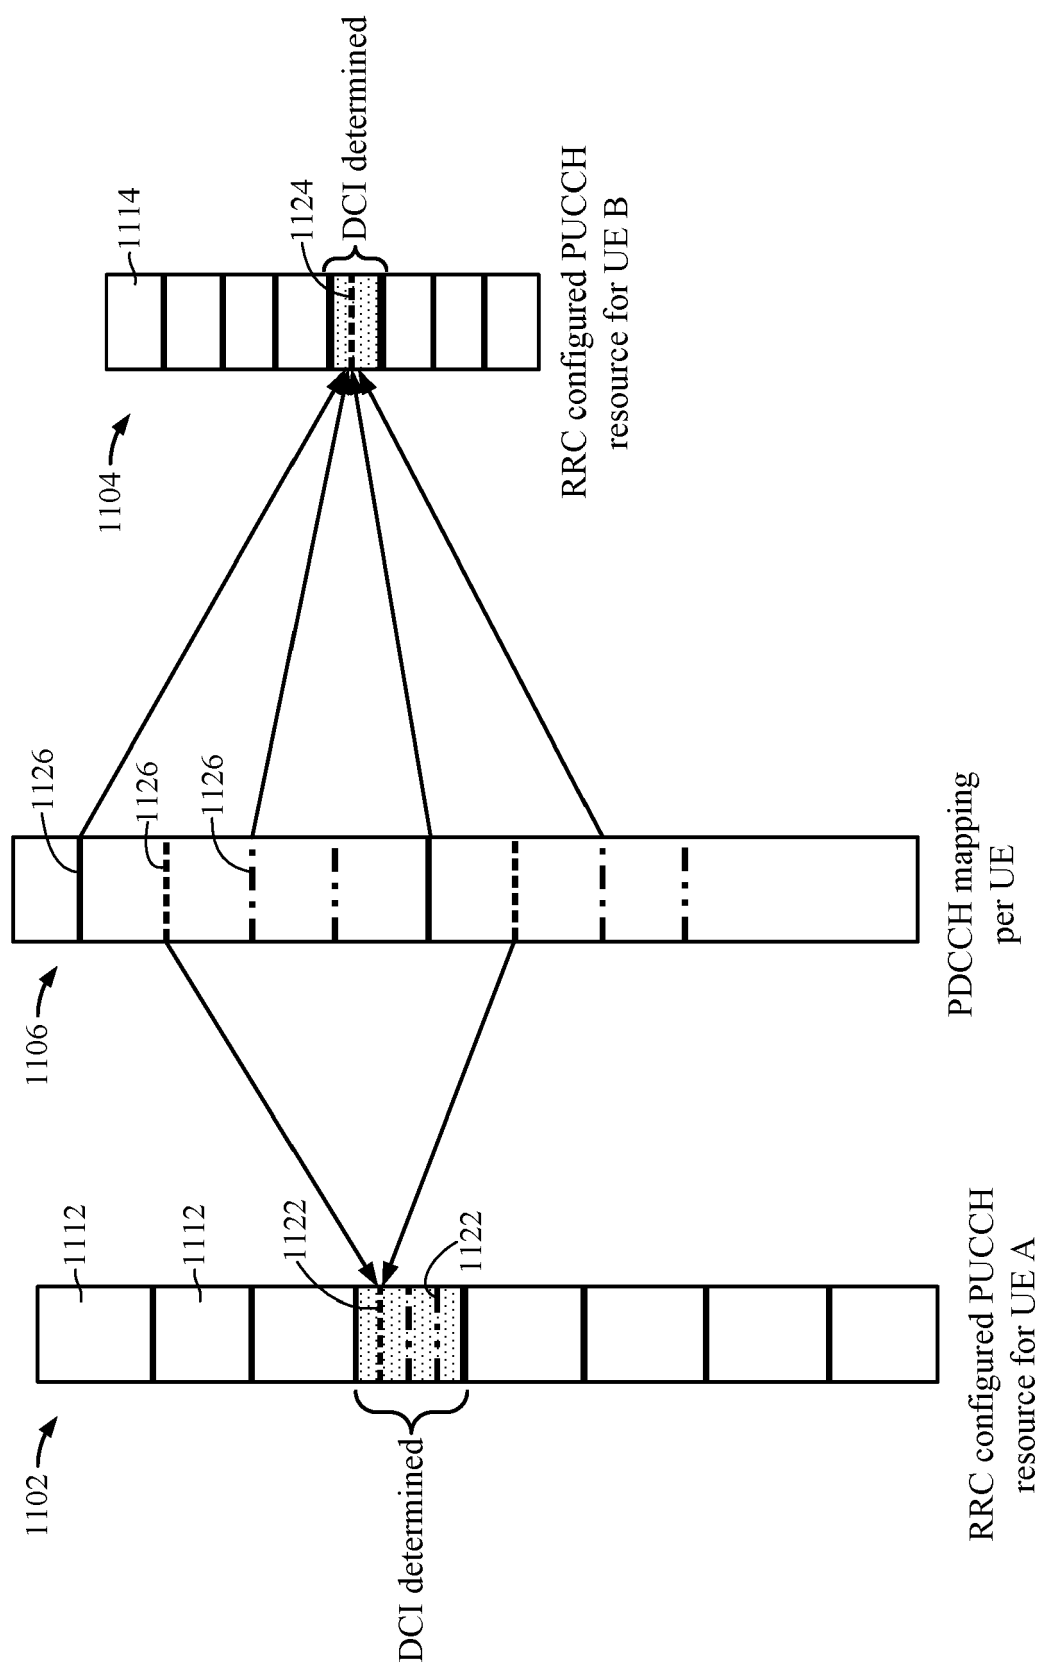 1102
1112
1112
1122
1122
DCI determined
RRC configured PUCCH
resource for UE A
1106
1126
1126
1126
PDCCH mapping
per UE
1104
1114
1124
DCI determined
RRC configured PUCCH
resource for UE B